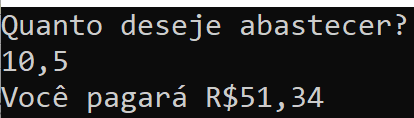 Quanto deseje abastecer?
10,5
Você pagará R$51,34